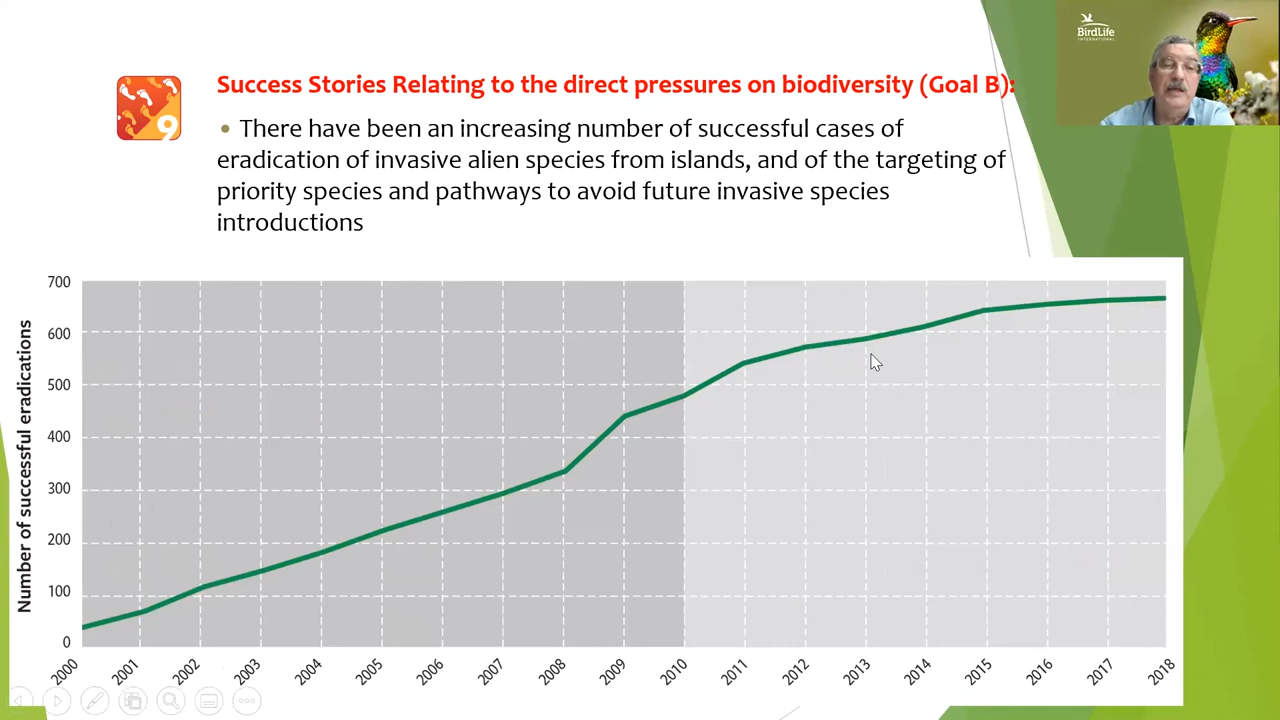 BirdLife
INTERNATIONAL
9
Success Stories Relating to the direct pressures on biodiversity (Goal B):
• There have been an increasing number of successful cases of
eradication of invasive alien species from islands, and of the targeting of
priority species and pathways to avoid future invasive species
introductions
Number of successful eradications
700
600
500
400
300
200
100
0
2000 2001 2002 2003 2004 2005 2006 2007 2008 2009 2010 2011 2012 2013 2014 2015 2016 2017 2018